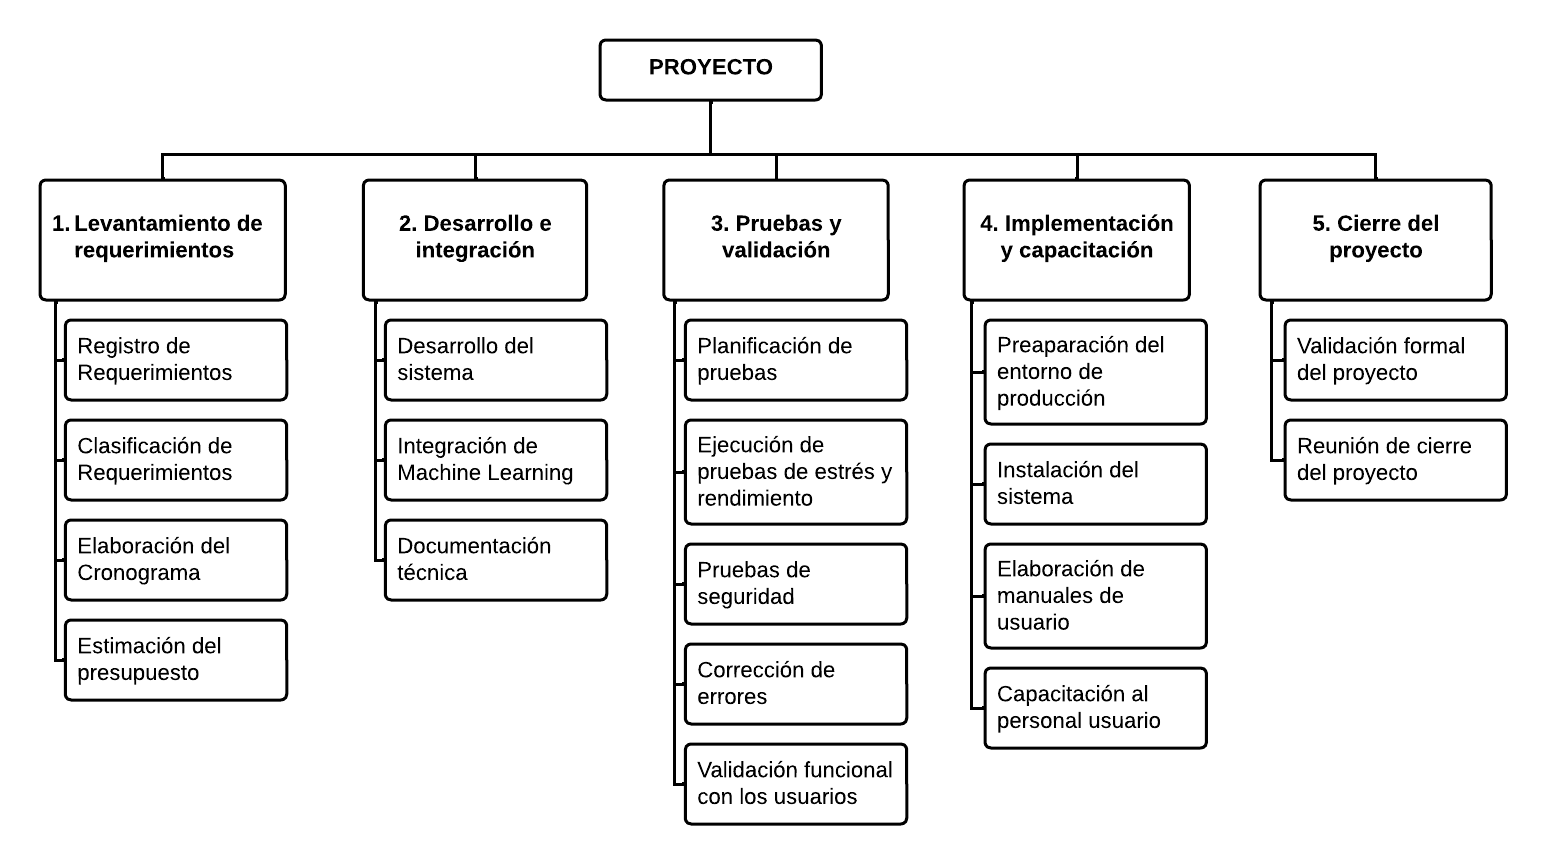 PROYECTO
1. Levantamiento de
requerimientos
Registro de
Requerimientos
Clasificación de
Requerimientos
Elaboración del
Cronograma
Estimación del
presupuesto
2. Desarrollo e
integración
Desarrollo del
sistema
Integración de
Machine Learning
Documentación
técnica
3. Pruebas y
validación
Planificación de
pruebas
Ejecución de
pruebas de estrés y
rendimiento
Pruebas de
seguridad
Corrección de
errores
Validación funcional
con los usuarios
4. Implementación
y capacitación
Preaparación del
entorno de
producción
Instalación del
sistema
Elaboración de
manuales de
usuario
Capacitación al
personal usuario
5. Cierre del
proyecto
Validación formal
del proyecto
Reunión de cierre
del proyecto